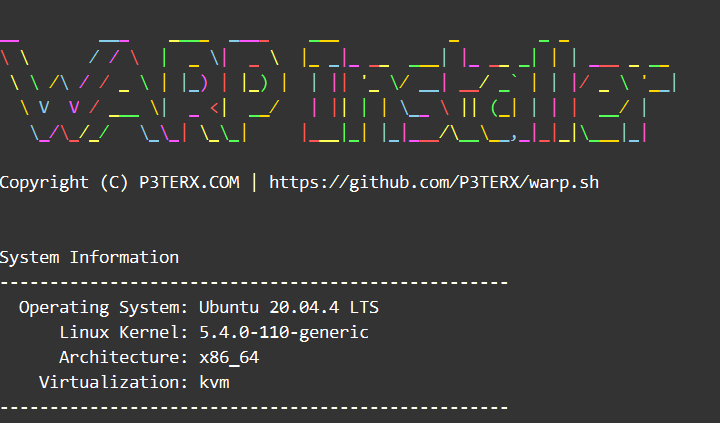 WARP Installer
Copyright (C) P3TERX.COM | https://github.com/P3TERX/warp.sh
System Information
---------------------------------------------------
Operating System: Ubuntu 20.04.4 LTS
Linux Kernel: 5.4.0-110-generic
Architecture: x86_64
Virtualization: kvm
---------------------------------------------------